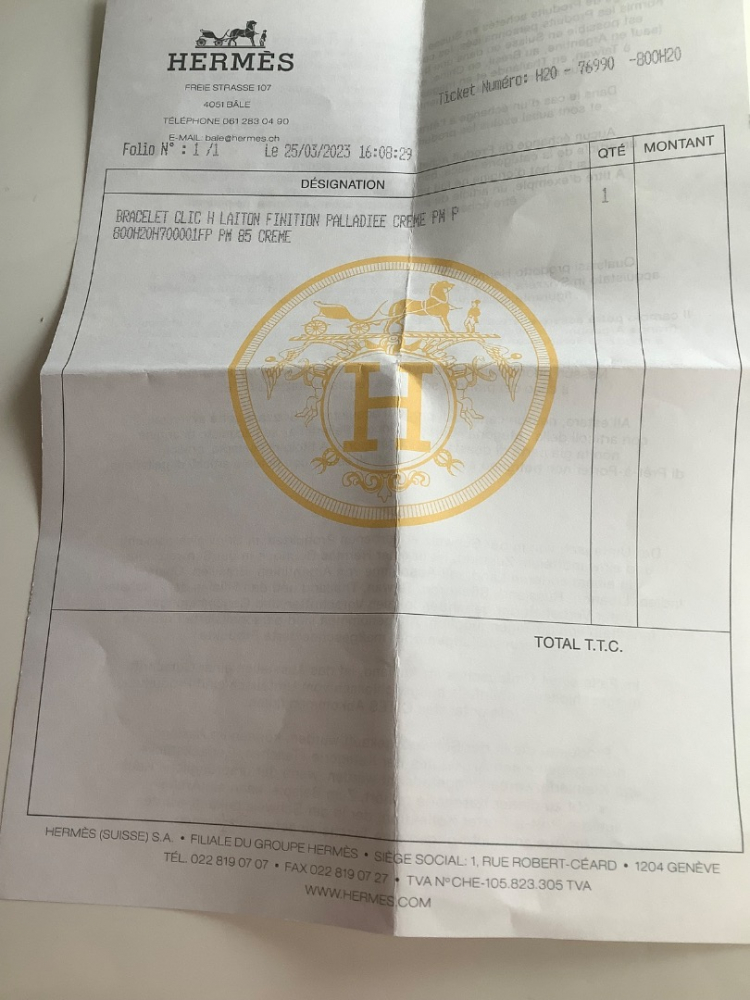 HERMÈS
FREIE STRASSE 107
4051 BÂLE
TÉLÉPHONE 061 283 04 90
E-MAIL: bale@hermes.ch
Ticket Numéro: H20 - 76990 -800H20
Folio N° : 1 /1 Le 25/03/2023 16:08:29
DÉSIGNATION QTÉ MONTANT
BRACELET CLIC H LAITON FINITION PALLADIEE CREME PM P 1
800H20H700001FP PM 85 CREME
H
TOTAL T.T.C.
HERMÈS (SUISSE) S.A. • FILIALE DU GROUPE HERMÈS • SIÈGE SOCIAL: 1, RUE ROBERT-CÉARD • 1204 GENÈVE
TÉL. 022 819 07 07 • FAX 022 819 07 27 • TVA N° CHE-105.823.305 TVA
WWW.HERMES.COM